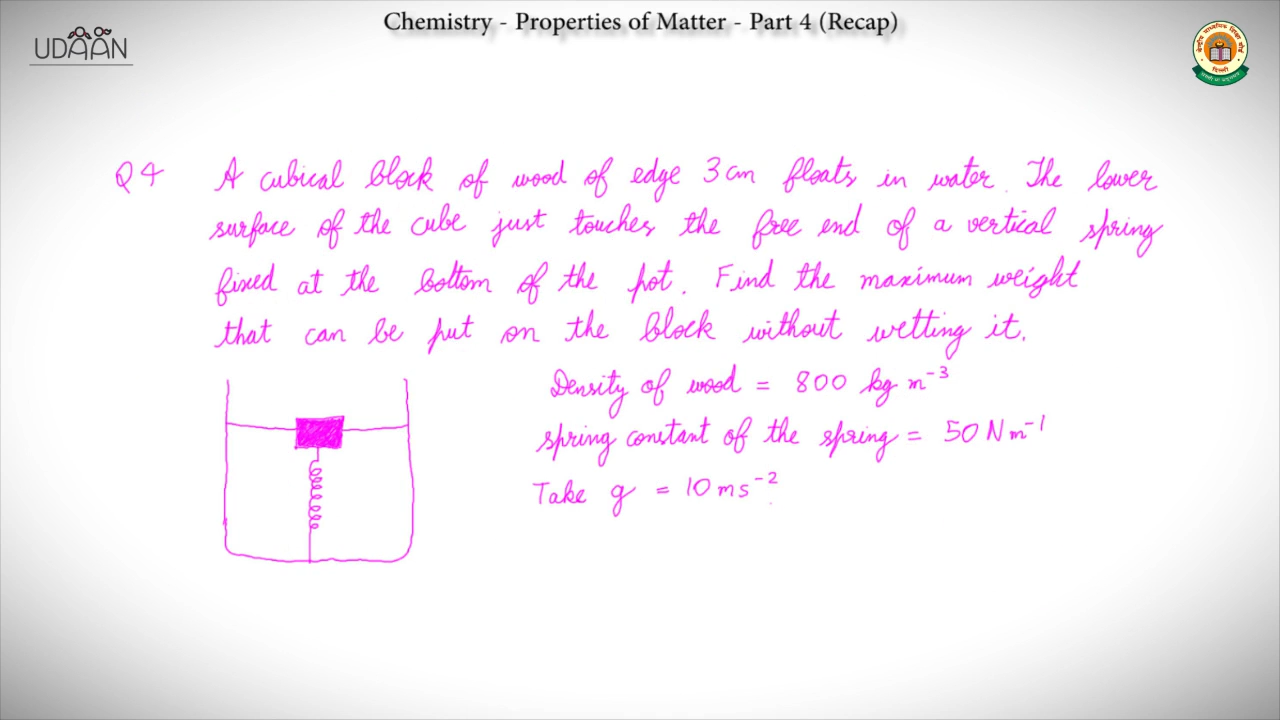 Chemistry - Properties of Matter - Part 4 (Recap)
UDAAN
Q4 A cubical block of wood of edge 3 cm floats in water. The lower
surface of the cube just touches the free end of a vertical spring
fixed at the bottom of the pot. Find the maximum weight
that can be put on the block without wetting it.
Density of wood = 800 kg m⁻³
spring constant of the spring = 50 N m⁻¹
Take g = 10 ms⁻²